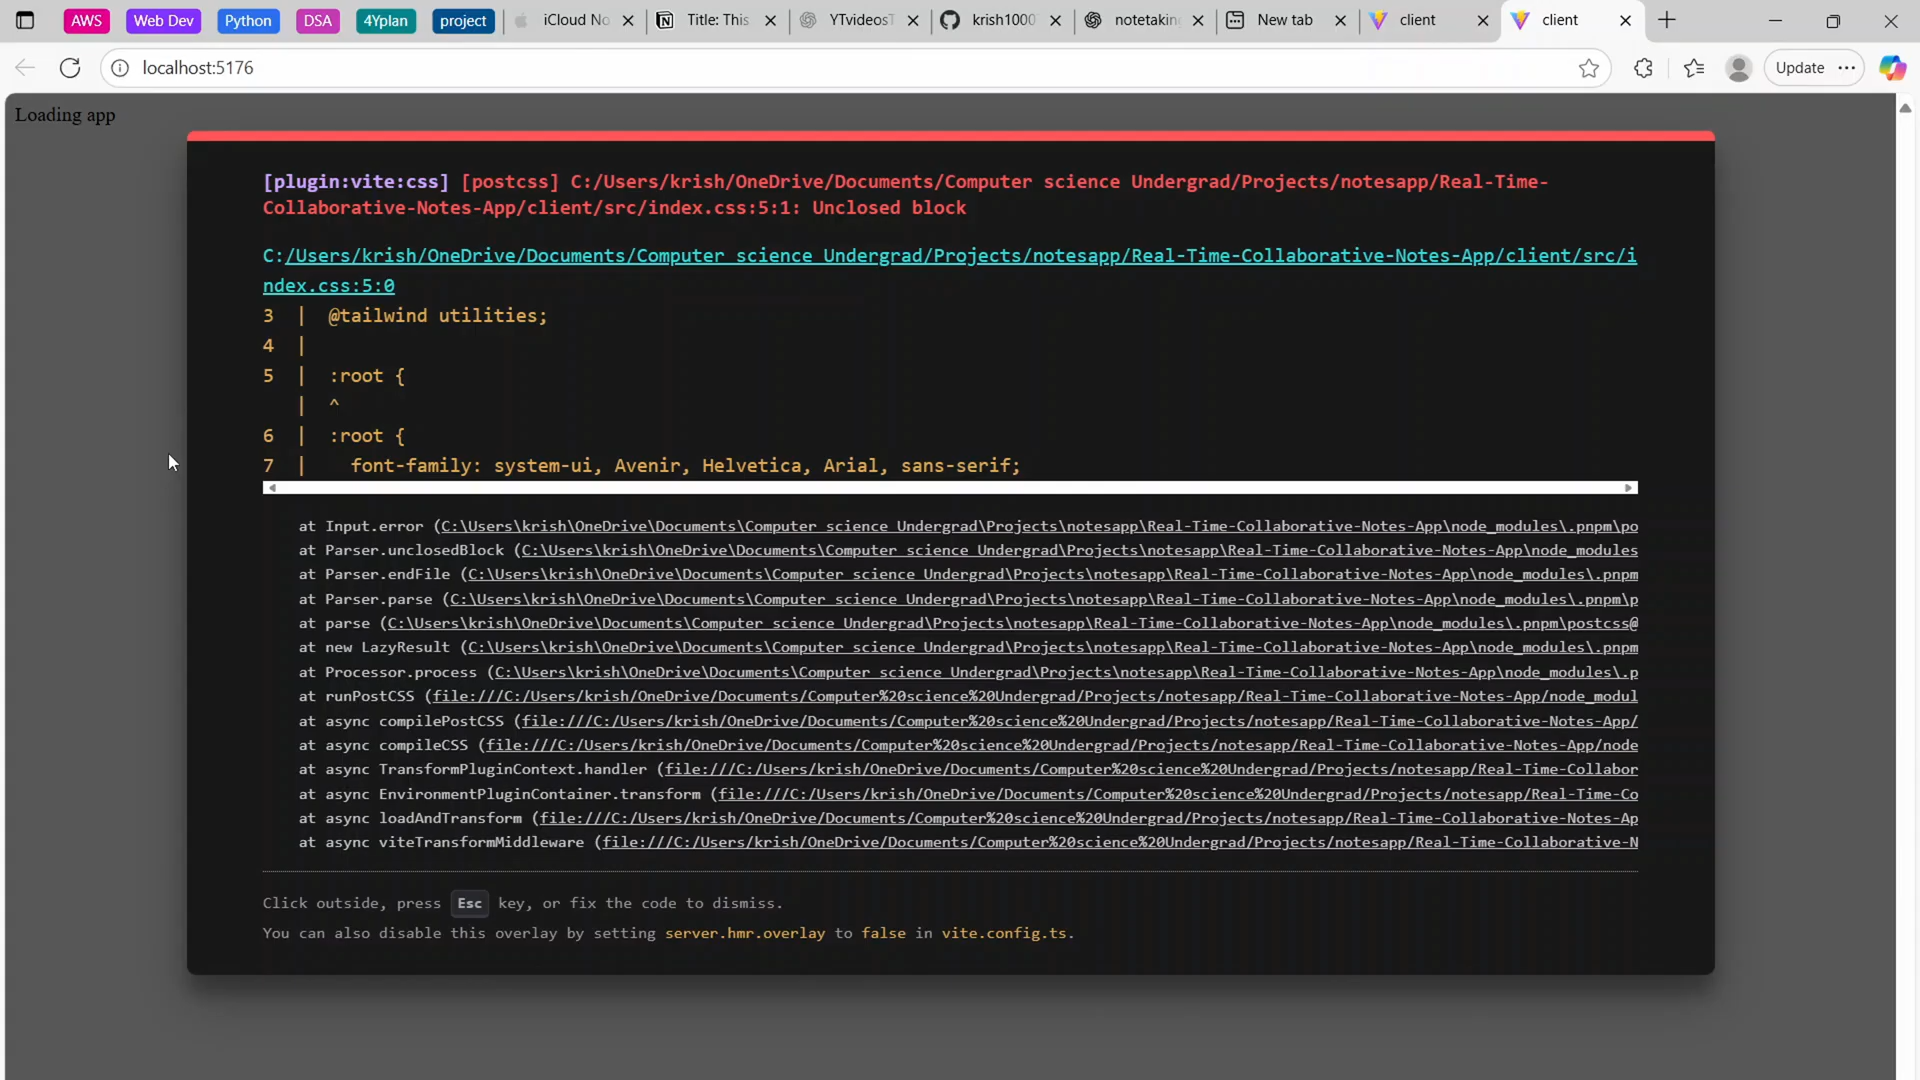 AWS Web Dev Python DSA 4Yplan project iCloud No Title: This YTvideosT krish1000 notetaking New tab client client
localhost:5176 Update
Loading app
[plugin:vite:css] [postcss] C:/Users/krish/OneDrive/Documents/Computer science Undergrad/Projects/notesapp/Real-Time-
Collaborative-Notes-App/client/src/index.css:5:1: Unclosed block
C:/Users/krish/OneDrive/Documents/Computer science Undergrad/Projects/notesapp/Real-Time-Collaborative-Notes-App/client/src/i
ndex.css:5:0
3 | @tailwind utilities;
4 |
5 | :root {
| ^
6 | :root {
7 | font-family: system-ui, Avenir, Helvetica, Arial, sans-serif;
at Input.error (C:\Users\krish\OneDrive\Documents\Computer science Undergrad\Projects\notesapp\Real-Time-Collaborative-Notes-App\node_modules\.pnpm\po
at Parser.unclosedBlock (C:\Users\krish\OneDrive\Documents\Computer science Undergrad\Projects\notesapp\Real-Time-Collaborative-Notes-App\node_modules
at Parser.endFile (C:\Users\krish\OneDrive\Documents\Computer science Undergrad\Projects\notesapp\Real-Time-Collaborative-Notes-App\node_modules\.pnpm
at Parser.parse (C:\Users\krish\OneDrive\Documents\Computer science Undergrad\Projects\notesapp\Real-Time-Collaborative-Notes-App\node_modules\.pnpm\p
at parse (C:\Users\krish\OneDrive\Documents\Computer science Undergrad\Projects\notesapp\Real-Time-Collaborative-Notes-App\node_modules\.pnpm\postcss@
at new LazyResult (C:\Users\krish\OneDrive\Documents\Computer science Undergrad\Projects\notesapp\Real-Time-Collaborative-Notes-App\node_modules\.pnpm
at Processor.process (C:\Users\krish\OneDrive\Documents\Computer science Undergrad\Projects\notesapp\Real-Time-Collaborative-Notes-App\node_modules\.p
at runPostCSS (file:///C:/Users/krish/OneDrive/Documents/Computer%20science%20Undergrad/Projects/notesapp/Real-Time-Collaborative-Notes-App/node_modul
at async compilePostCSS (file:///C:/Users/krish/OneDrive/Documents/Computer%20science%20Undergrad/Projects/notesapp/Real-Time-Collaborative-Notes-App/
at async compileCSS (file:///C:/Users/krish/OneDrive/Documents/Computer%20science%20Undergrad/Projects/notesapp/Real-Time-Collaborative-Notes-App/node
at async TransformPluginContext.handler (file:///C:/Users/krish/OneDrive/Documents/Computer%20science%20Undergrad/Projects/notesapp/Real-Time-Collabor
at async EnvironmentPluginContainer.transform (file:///C:/Users/krish/OneDrive/Documents/Computer%20science%20Undergrad/Projects/notesapp/Real-Time-Co
at async loadAndTransform (file:///C:/Users/krish/OneDrive/Documents/Computer%20science%20Undergrad/Projects/notesapp/Real-Time-Collaborative-Notes-Ap
at async viteTransformMiddleware (file:///C:/Users/krish/OneDrive/Documents/Computer%20science%20Undergrad/Projects/notesapp/Real-Time-Collaborative-N
Click outside, press Esc key, or fix the code to dismiss.
You can also disable this overlay by setting server.hmr.overlay to false in vite.config.ts.